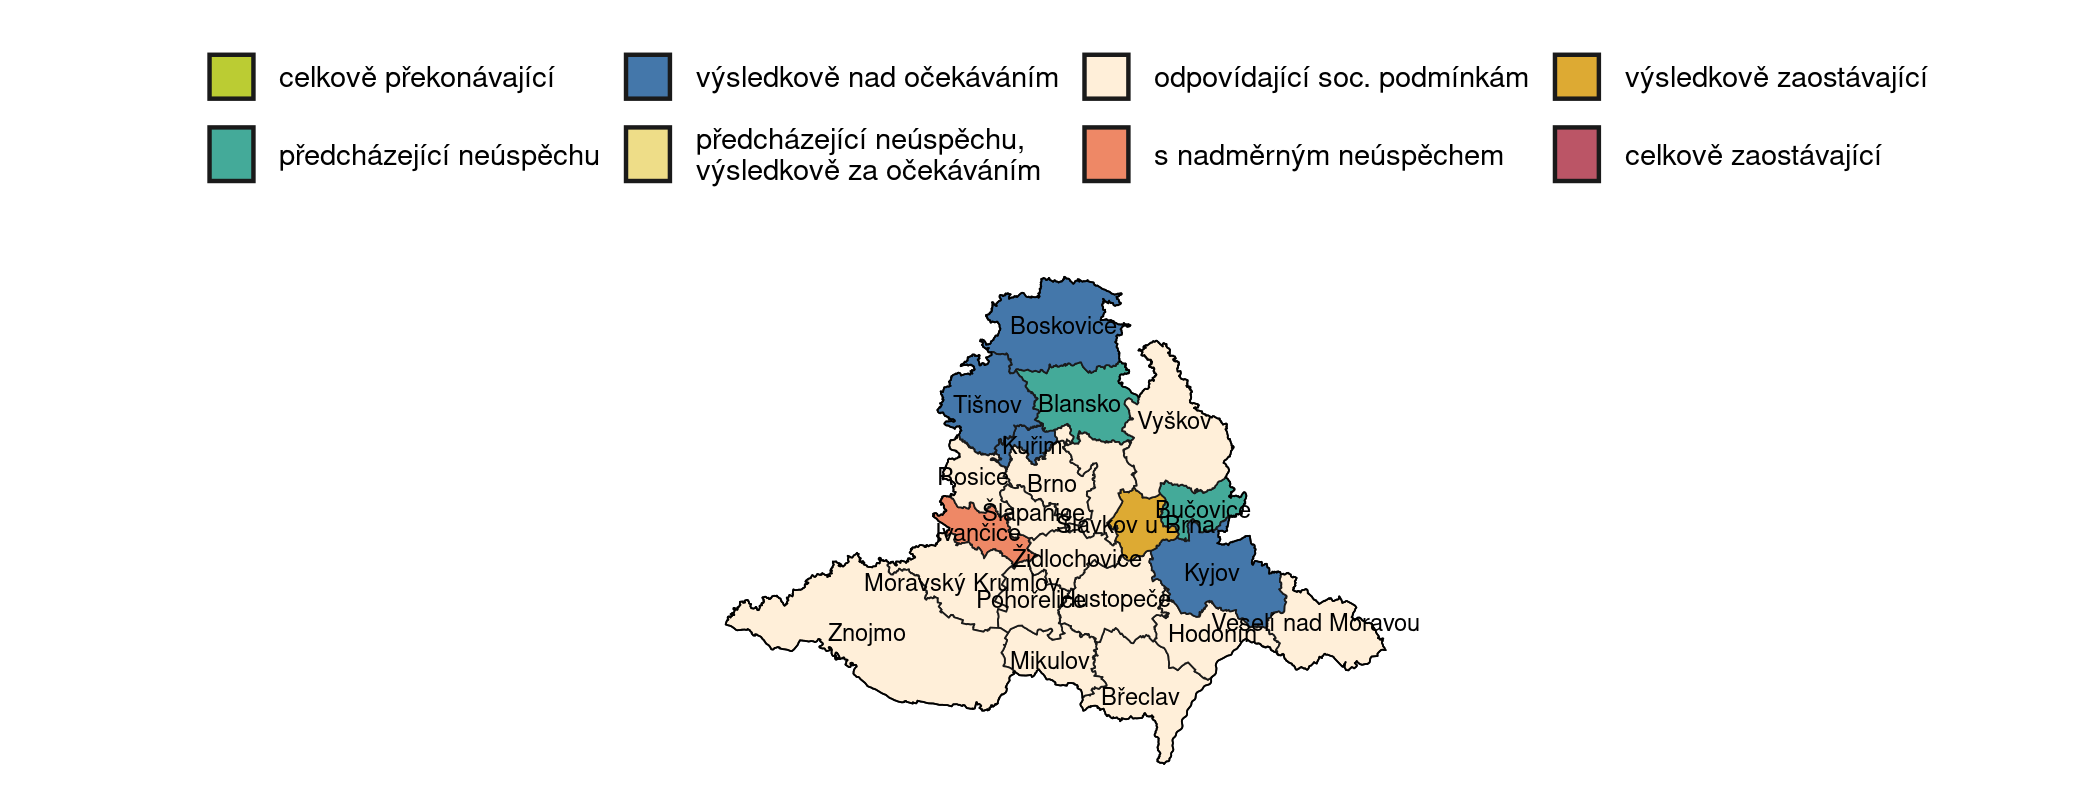 celkově překonávající
výsledkově nad očekáváním
odpovídající soc. podmínkám
výsledkově zaostávající
předcházející neúspěchu
předcházející neúspěchu,
výsledkově za očekáváním
s nadměrným neúspěchem
celkově zaostávající
Boskovice
Tišnov
Blansko
Vyškov
Kuřim
Rosice
Brno
Šlapanice
Bučovice
Slavkov u Brna
Ivančice
Židlochovice
Kyjov
Moravský Krumlov
Pohořelice
Hustopeče
Veselí nad Moravou
Znojmo
Hodonín
Mikulov
Břeclav